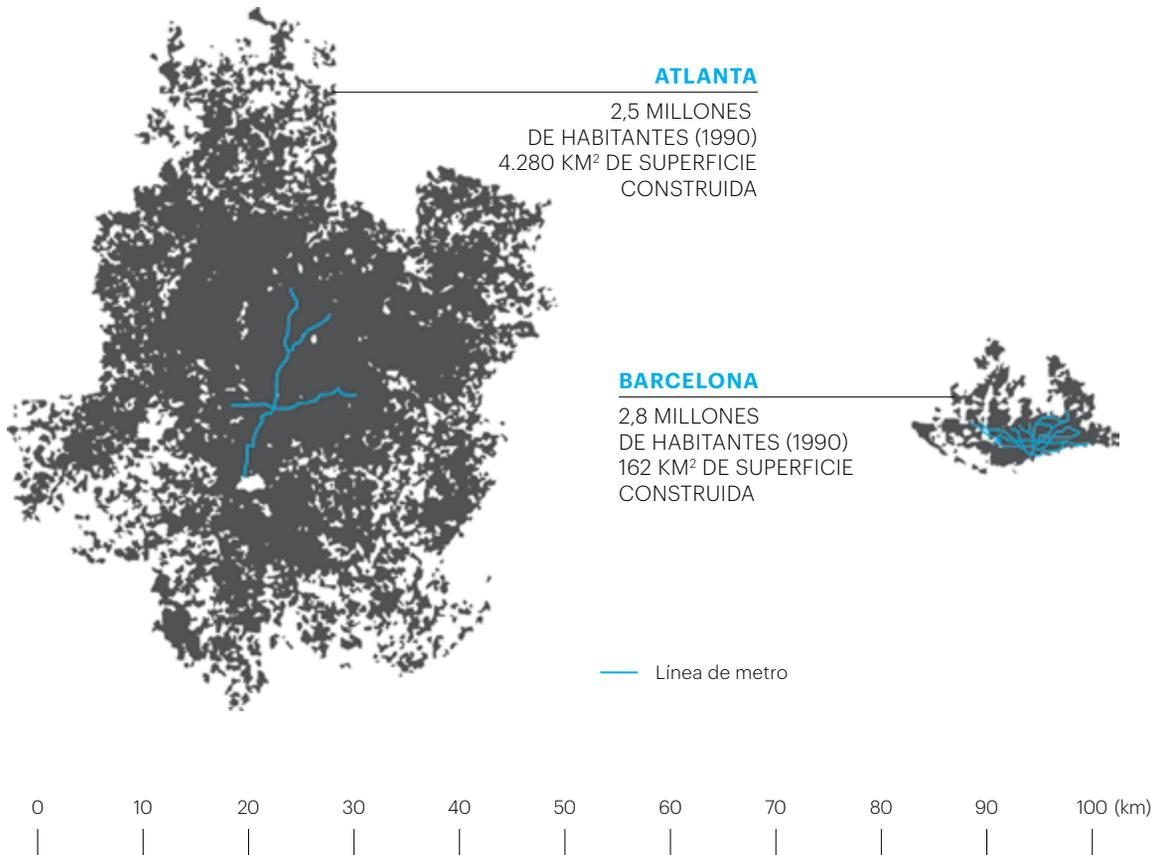 ATLANTA
2,5 MILLONES
DE HABITANTES (1990)
4.280 KM² DE SUPERFICIE
CONSTRUIDA
BARCELONA
2,8 MILLONES
DE HABITANTES (1990)
162 KM² DE SUPERFICIE
CONSTRUIDA
Línea de metro
0 10 20 30 40 50 60 70 80 90 100 (km)